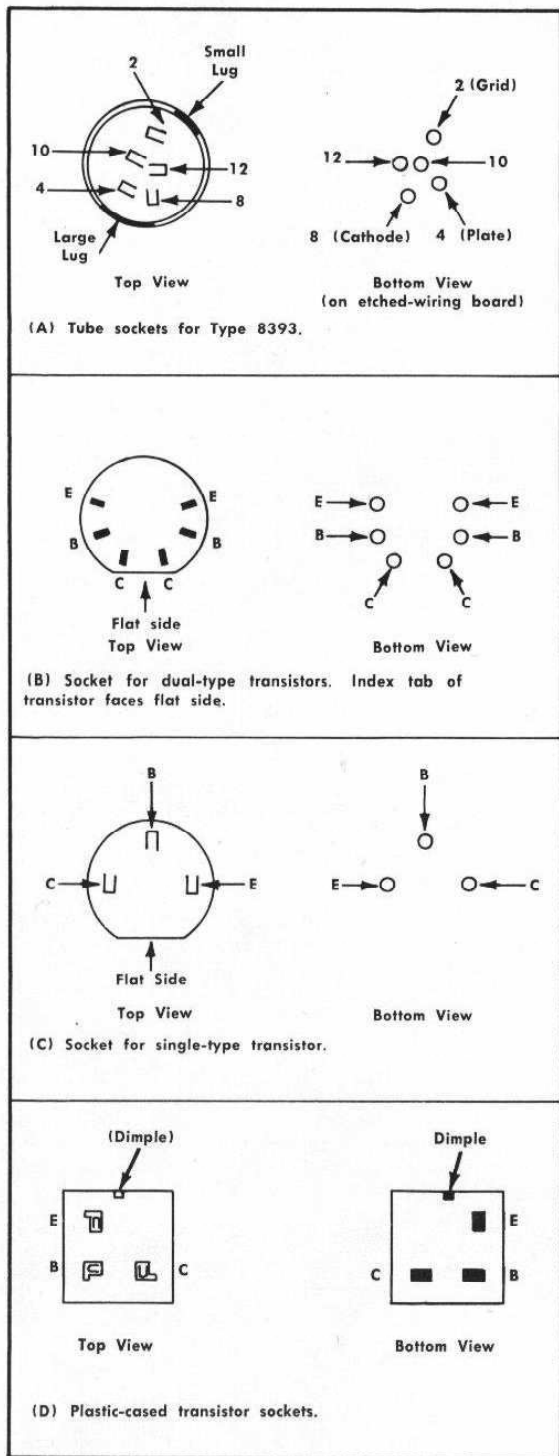 2
Small
Lug
10
12
4
8
Large
Lug
Top View
2 (Grid)
12
10
8 (Cathode)
4 (Plate)
Bottom View
(on etched-wiring board)
(A) Tube sockets for Type 8393.
E
E
B
B
C
C
Flat side
Top View
E
E
B
B
C
C
Bottom View
(B) Socket for dual-type transistors. Index tab of
transistor faces flat side.
B
C
E
Flat Side
Top View
B
E
C
Bottom View
(C) Socket for single-type transistor.
(Dimple)
E
B
C
Top View
Dimple
E
C
B
Bottom View
(D) Plastic-cased transistor sockets.